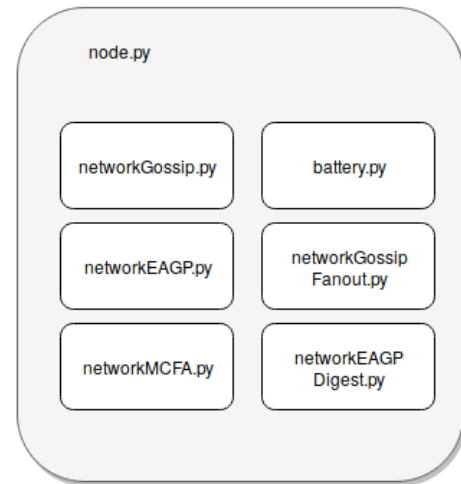 node.py
networkGossip.py
battery.py
networkEAGP.py
networkGossip
Fanout.py
networkMCFA.py
networkEAGP
Digest.py